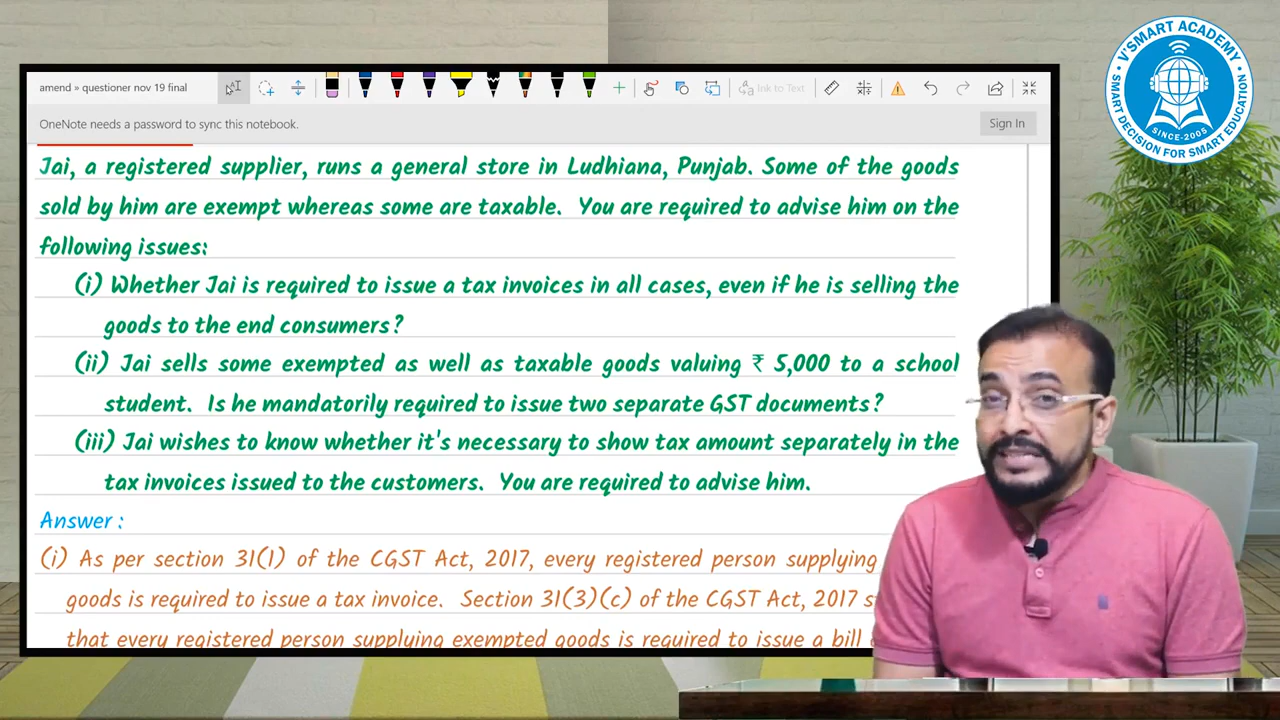 amend » questioner nov 19 final
Ink to Text
OneNote needs a password to sync this notebook.
Sign In
Jai, a registered supplier, runs a general store in Ludhiana, Punjab. Some of the goods
sold by him are exempt whereas some are taxable. You are required to advise him on the
following issues:
(i) Whether Jai is required to issue a tax invoices in all cases, even if he is selling the
goods to the end consumers?
(ii) Jai sells some exempted as well as taxable goods valuing ₹ 5,000 to a school
student. Is he mandatorily required to issue two separate GST documents?
(iii) Jai wishes to know whether it's necessary to show tax amount separately in the
tax invoices issued to the customers. You are required to advise him.
Answer :
(i) As per section 31(1) of the CGST Act, 2017, every registered person supplying
goods is required to issue a tax invoice. Section 31(3)(c) of the CGST Act, 2017
that every registered person supplying exempted goods is required to issue a bill
V'SMART ACADEMY
SINCE-2005
SMART DECISION FOR SMART EDUCATION